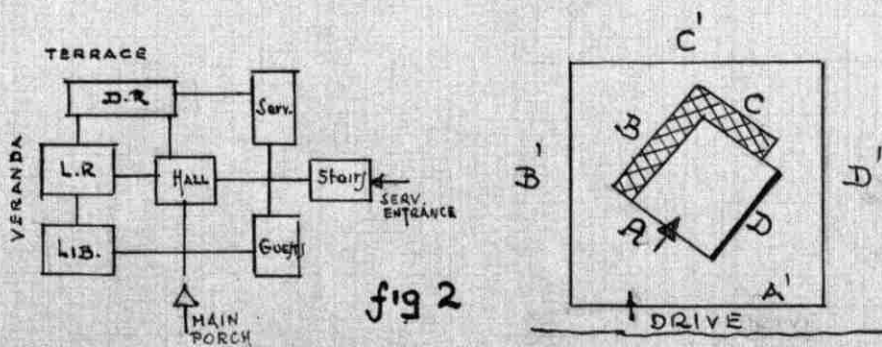 TERRACE
D.R
Serv.
VERANDA
L.R
HALL
Stairs
SERV.
ENTRANCE
LIB.
Guests
MAIN
PORCH
fig 2
C'
B
C
B'
D'
A
D
A'
DRIVE